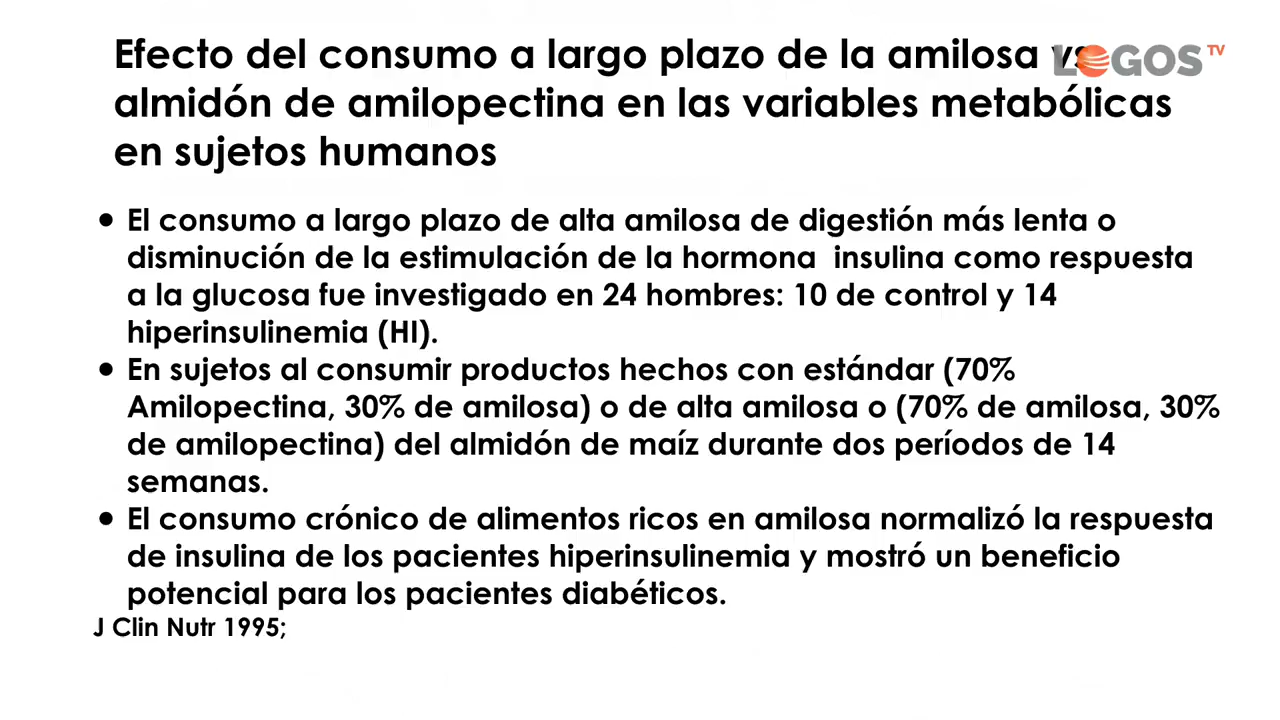 Efecto del consumo a largo plazo de la amilosa vs
almidón de amilopectina en las variables metabólicas
en sujetos humanos
LOGOS TV
● El consumo a largo plazo de alta amilosa de digestión más lenta o
disminución de la estimulación de la hormona  insulina como respuesta
a la glucosa fue investigado en 24 hombres: 10 de control y 14
hiperinsulinemia (HI).
● En sujetos al consumir productos hechos con estándar (70%
Amilopectina, 30% de amilosa) o de alta amilosa o (70% de amilosa, 30%
de amilopectina) del almidón de maíz durante dos períodos de 14
semanas.
● El consumo crónico de alimentos ricos en amilosa normalizó la respuesta
de insulina de los pacientes hiperinsulinemia y mostró un beneficio
potencial para los pacientes diabéticos.
J Clin Nutr 1995;